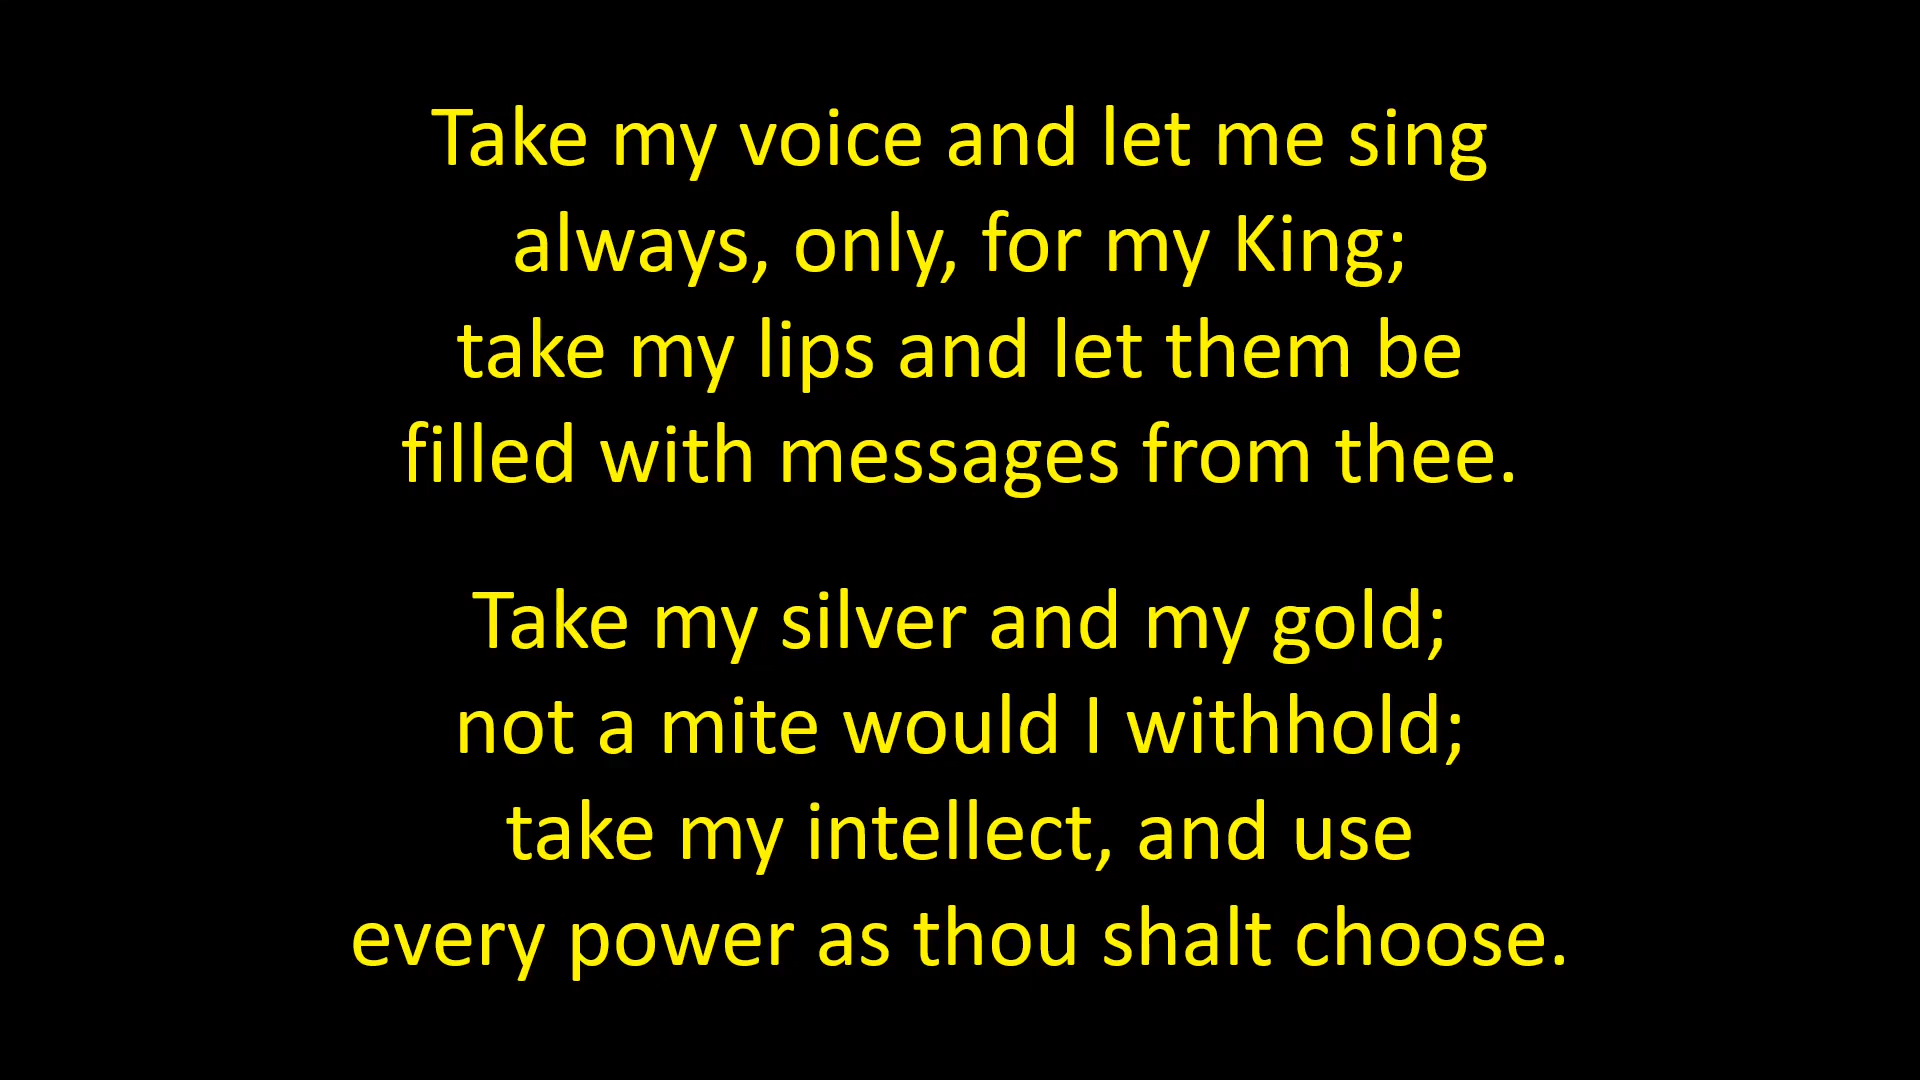 Take my voice and let me sing
always, only, for my King;
take my lips and let them be
filled with messages from thee.
Take my silver and my gold;
not a mite would I withhold;
take my intellect, and use
every power as thou shalt choose.